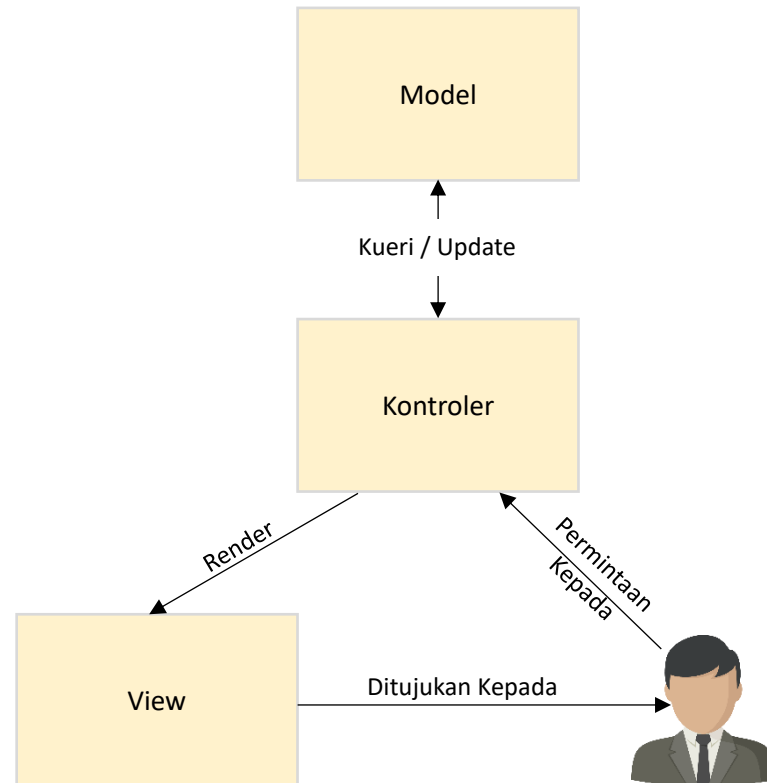 Model
Kueri / Update
Kontroler
Render
Permintaan
Kepada
View
Ditujukan Kepada